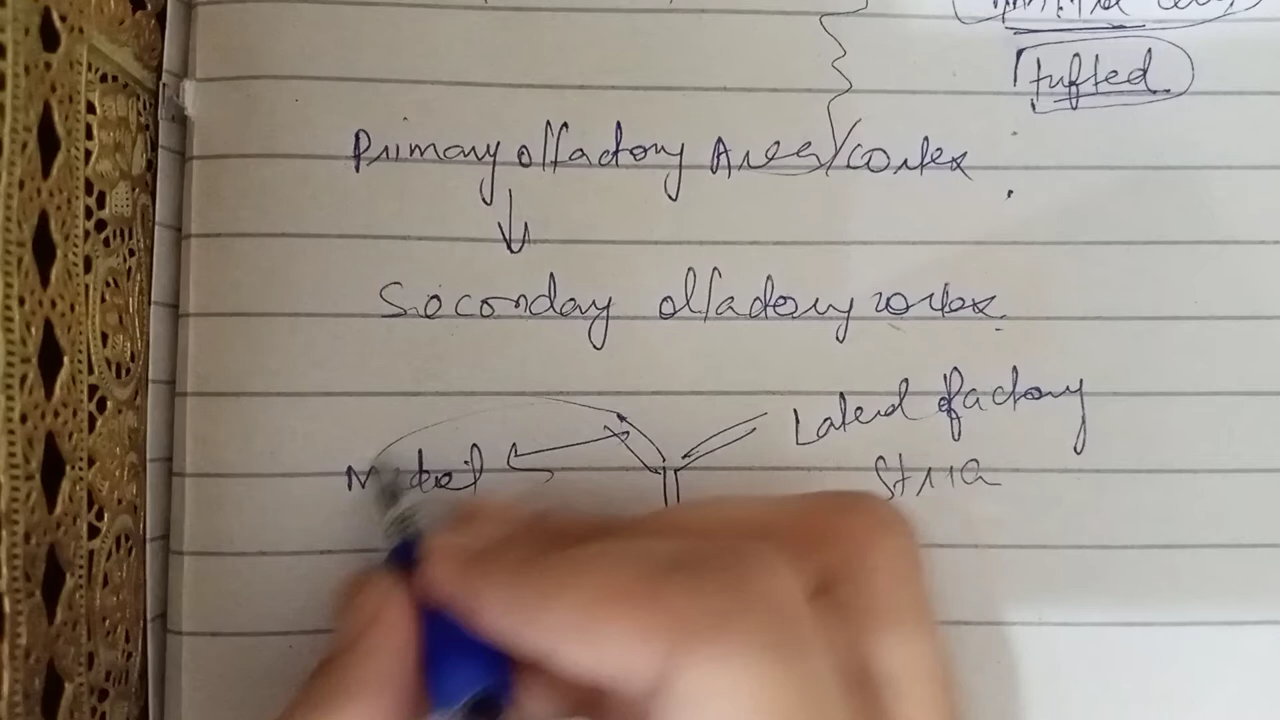 tufted
Primary olfactory Area/cortex
Secondary olfactory cortex
Lateral olfactory
Stria